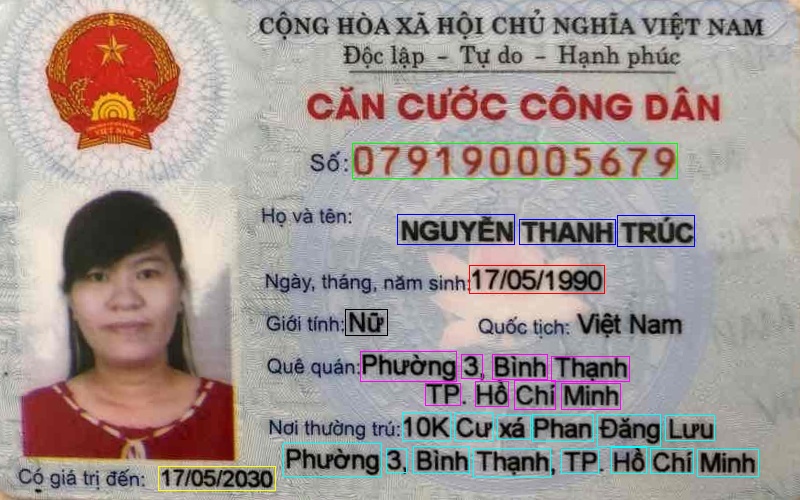 CỘNG HÒA XÃ HỘI CHỦ NGHĨA VIỆT NAM
Độc lập - Tự do - Hạnh phúc
CĂN CƯỚC CÔNG DÂN
Số: 079190005679
Họ và tên: NGUYỄN THANH TRÚC
Ngày, tháng, năm sinh: 17/05/1990
Giới tính: Nữ Quốc tịch: Việt Nam
Quê quán: Phường 3, Bình Thạnh
TP. Hồ Chí Minh
Nơi thường trú: 10K Cư xá Phan Đăng Lưu
Phường 3, Bình Thạnh, TP. Hồ Chí Minh
Có giá trị đến: 17/05/2030